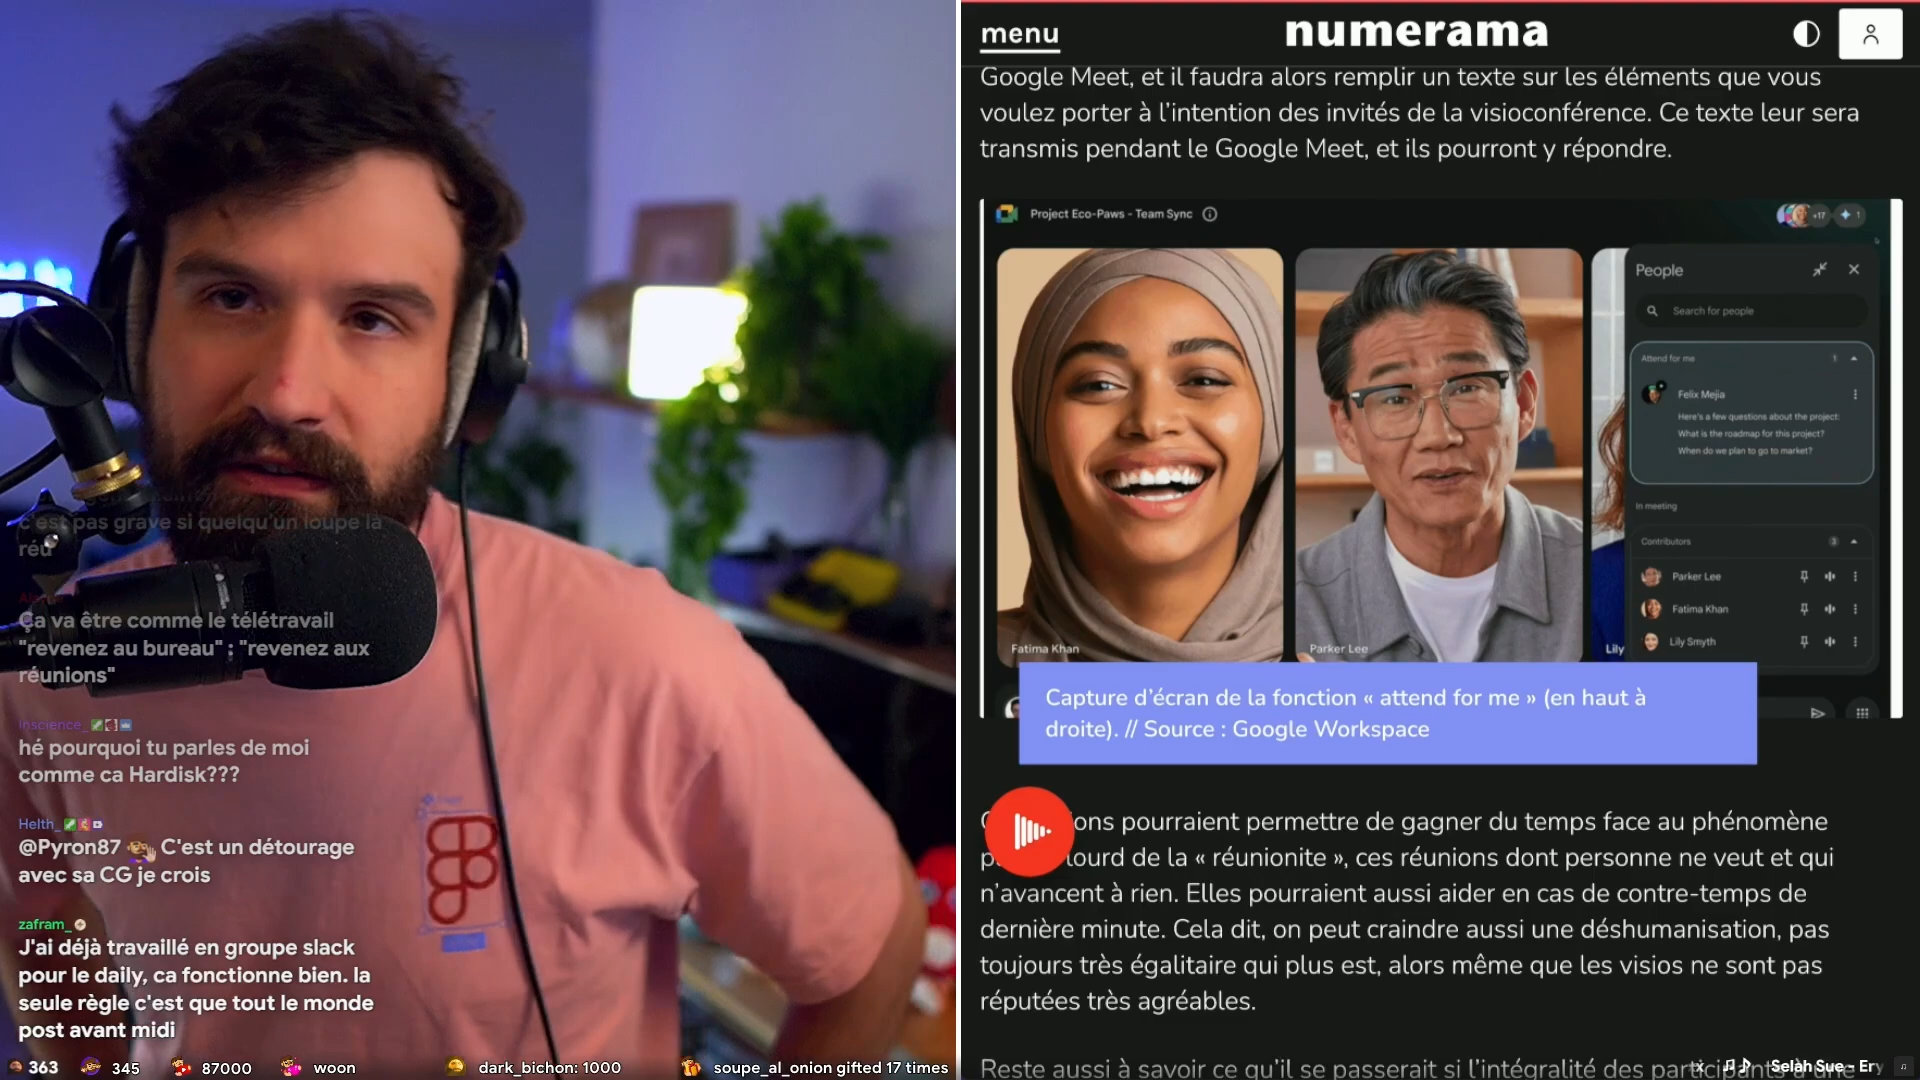 c'est pas grave si quelqu'un loupe la
réu
Ça va être comme le télétravail
"revenez au bureau" ; "revenez aux
réunions"
Inscience_
hé pourquoi tu parles de moi
comme ca Hardisk???
Helth_
@Pyron87 C'est un détourage
avec sa CG je crois
zafram_
J'ai déjà travaillé en groupe slack
pour le daily, ca fonctionne bien. la
seule règle c'est que tout le monde
post avant midi
363 345 87000 woon dark_bichon: 1000 soupe_al_onion gifted 17 times
menu
numerama
Google Meet, et il faudra alors remplir un texte sur les éléments que vous
voulez porter à l'intention des invités de la visioconférence. Ce texte leur sera
transmis pendant le Google Meet, et ils pourront y répondre.
Project Eco-Paws - Team Sync
+17
1
Fatima Khan
Parker Lee
Lily
People
Search for people
Attend for me
1
Felix Mejia
Here's a few questions about the project:
What is the roadmap for this project?
When do we plan to go to market?
In meeting
Contributors
3
Parker Lee
Fatima Khan
Lily Smyth
Capture d'écran de la fonction « attend for me » (en haut à
droite). // Source : Google Workspace
ons pourraient permettre de gagner du temps face au phénomène
lourd de la « réunionite », ces réunions dont personne ne veut et qui
n'avancent à rien. Elles pourraient aussi aider en cas de contre-temps de
dernière minute. Cela dit, on peut craindre aussi une déshumanisation, pas
toujours très égalitaire qui plus est, alors même que les visios ne sont pas
réputées très agréables.
Reste aussi à savoir ce qu'il se passerait si l'intégralité des
Selah Sue - Ery